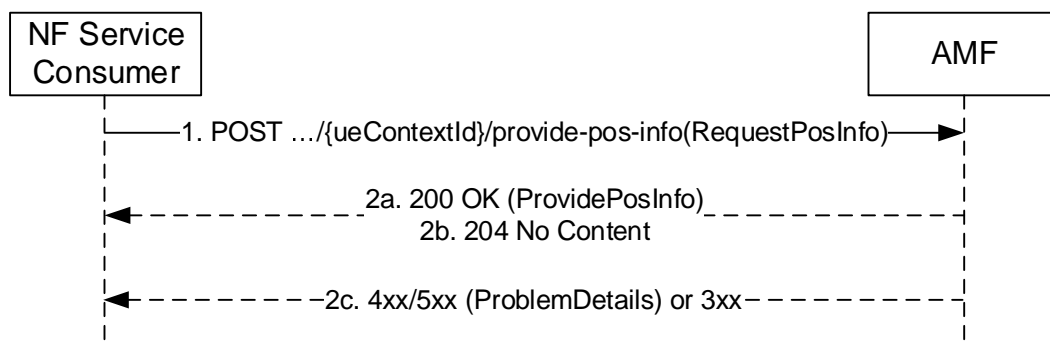 NF Service
Consumer
AMF
1. POST …/{ueContextId}/provide-pos-info(RequestPosInfo)
2a. 200 OK (ProvidePosInfo)
2b. 204 No Content
2c. 4xx/5xx (ProblemDetails) or 3xx